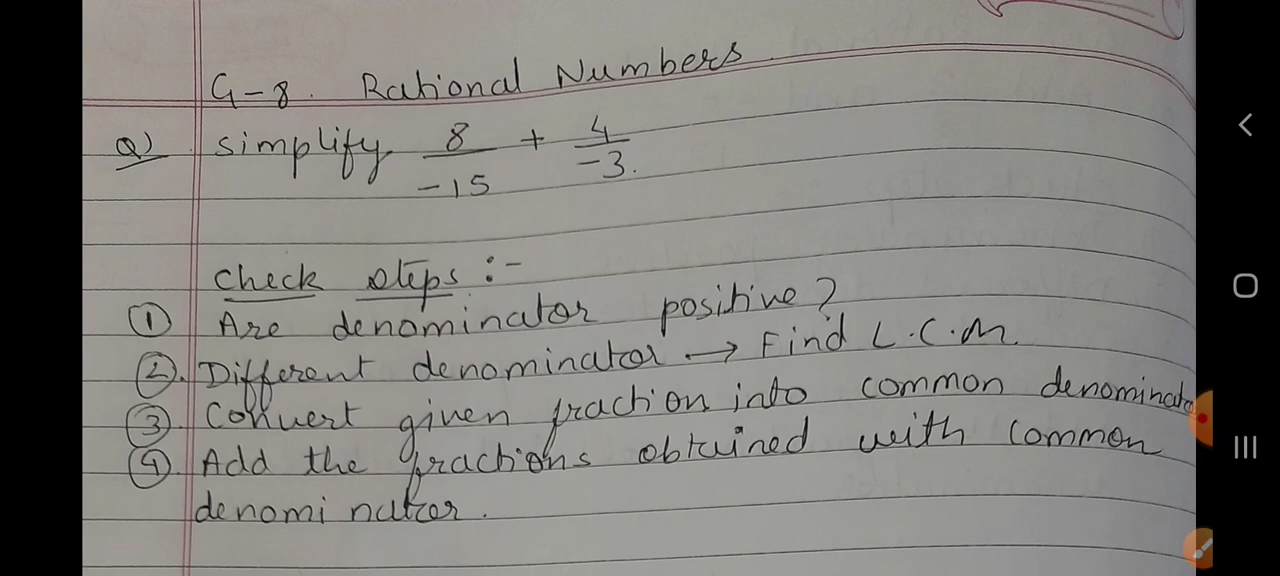 G-8. Rational Numbers
Q) simplify 8/-15 + 4/-3.
check steps :-
① Are denominator positive?
②. Different denominator → Find L.C.M.
③. Convert given fraction into common denominato
④. Add the fractions obtained with common
denominator.